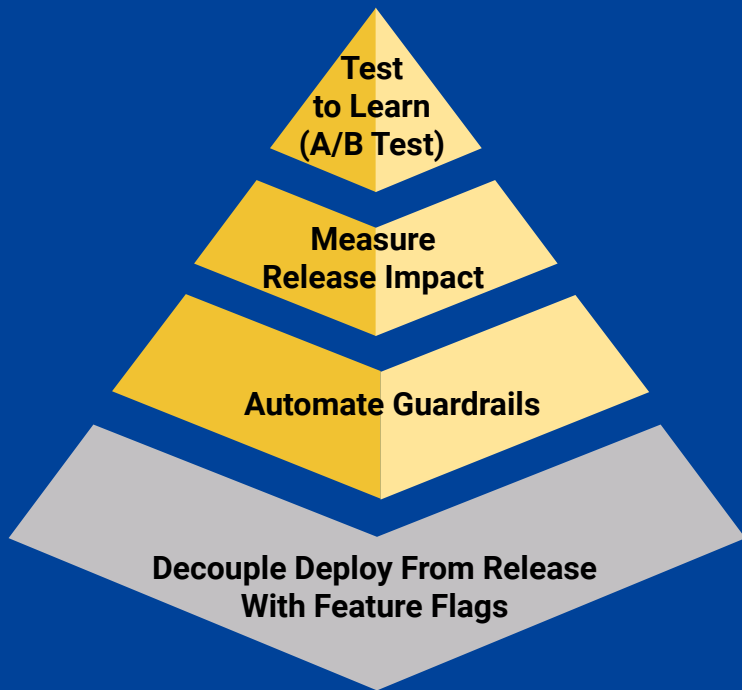 Test
to Learn
(A/B Test)
Measure
Release Impact
Automate Guardrails
Decouple Deploy From Release
With Feature Flags